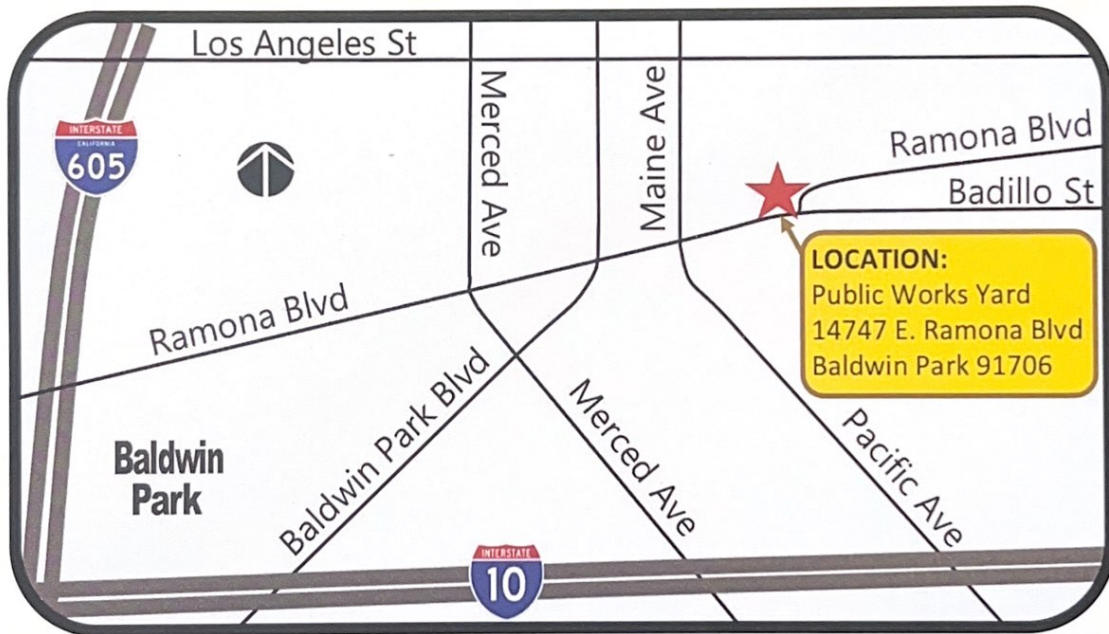 Los Angeles St
INTERSTATE
CALIFORNIA
605
Merced Ave
Maine Ave
Ramona Blvd
Badillo St
LOCATION:
Public Works Yard
14747 E. Ramona Blvd
Baldwin Park 91706
Ramona Blvd
Baldwin Park Blvd
Merced Ave
Pacific Ave
Baldwin
Park
INTERSTATE
10